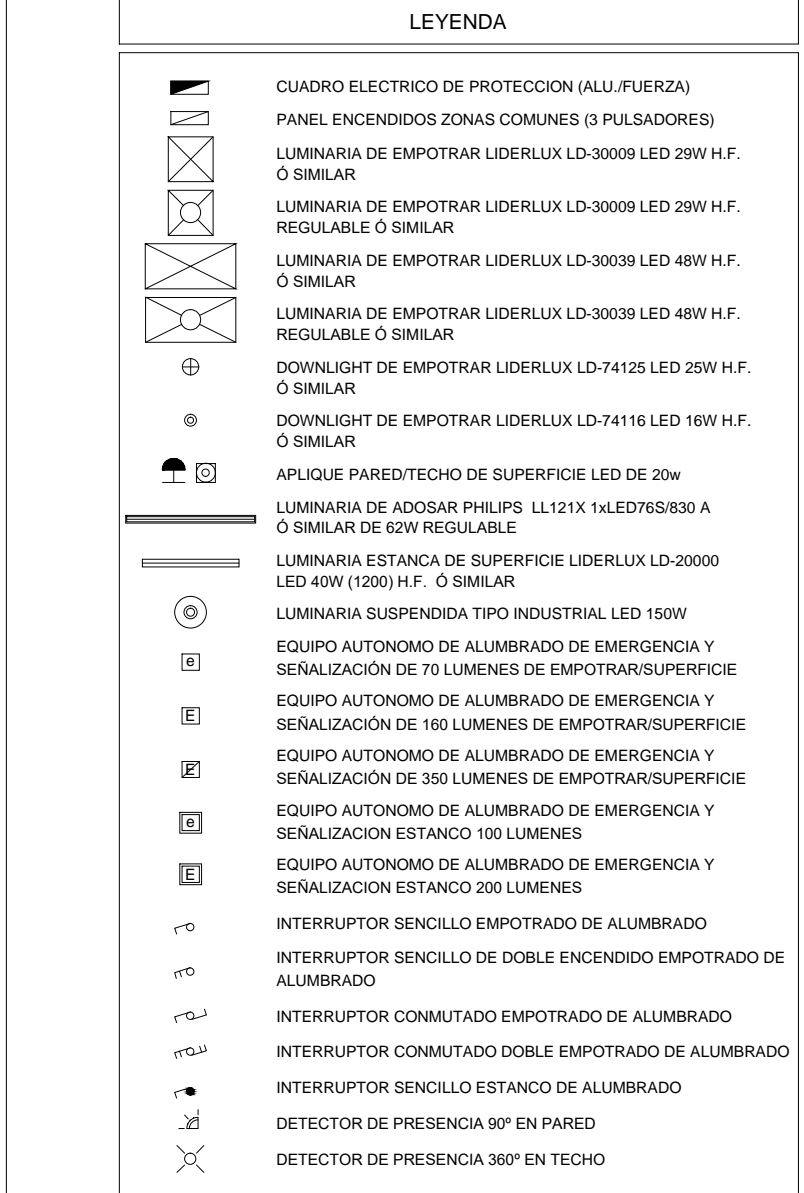 LEYENDA
CUADRO ELECTRICO DE PROTECCION (ALU./FUERZA)
PANEL ENCENDIDOS ZONAS COMUNES (3 PULSADORES)
LUMINARIA DE EMPOTRAR LIDERLUX LD-30009 LED 29W H.F.
Ó SIMILAR
LUMINARIA DE EMPOTRAR LIDERLUX LD-30009 LED 29W H.F.
REGULABLE Ó SIMILAR
LUMINARIA DE EMPOTRAR LIDERLUX LD-30039 LED 48W H.F.
Ó SIMILAR
LUMINARIA DE EMPOTRAR LIDERLUX LD-30039 LED 48W H.F.
REGULABLE Ó SIMILAR
DOWNLIGHT DE EMPOTRAR LIDERLUX LD-74125 LED 25W H.F.
Ó SIMILAR
DOWNLIGHT DE EMPOTRAR LIDERLUX LD-74116 LED 16W H.F.
Ó SIMILAR
APLIQUE PARED/TECHO DE SUPERFICIE LED DE 20w
LUMINARIA DE ADOSAR PHILIPS LL121X 1xLED76S/830 A
Ó SIMILAR DE 62W REGULABLE
LUMINARIA ESTANCA DE SUPERFICIE LIDERLUX LD-20000
LED 40W (1200) H.F. Ó SIMILAR
LUMINARIA SUSPENDIDA TIPO INDUSTRIAL LED 150W
EQUIPO AUTONOMO DE ALUMBRADO DE EMERGENCIA Y
e SEÑALIZACIÓN DE 70 LUMENES DE EMPOTRAR/SUPERFICIE
EQUIPO AUTONOMO DE ALUMBRADO DE EMERGENCIA Y
E SEÑALIZACIÓN DE 160 LUMENES DE EMPOTRAR/SUPERFICIE
EQUIPO AUTONOMO DE ALUMBRADO DE EMERGENCIA Y
E SEÑALIZACIÓN DE 350 LUMENES DE EMPOTRAR/SUPERFICIE
EQUIPO AUTONOMO DE ALUMBRADO DE EMERGENCIA Y
e SEÑALIZACION ESTANCO 100 LUMENES
EQUIPO AUTONOMO DE ALUMBRADO DE EMERGENCIA Y
E SEÑALIZACION ESTANCO 200 LUMENES
INTERRUPTOR SENCILLO EMPOTRADO DE ALUMBRADO
INTERRUPTOR SENCILLO DE DOBLE ENCENDIDO EMPOTRADO DE
ALUMBRADO
INTERRUPTOR CONMUTADO EMPOTRADO DE ALUMBRADO
INTERRUPTOR CONMUTADO DOBLE EMPOTRADO DE ALUMBRADO
INTERRUPTOR SENCILLO ESTANCO DE ALUMBRADO
DETECTOR DE PRESENCIA 90º EN PARED
DETECTOR DE PRESENCIA 360º EN TECHO